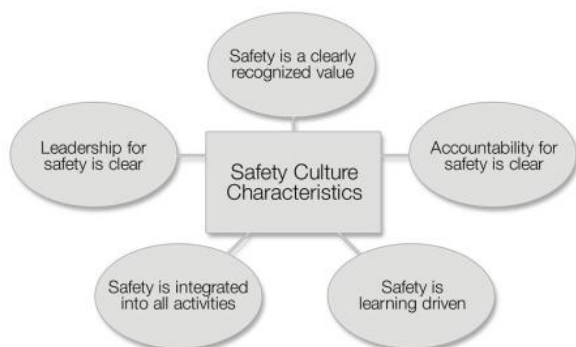 Safety is a clearly
recognized value
Leadership for
safety is clear
Safety Culture
Characteristics
Accountability for
safety is clear
Safety is integrated
into all activities
Safety is
learning driven